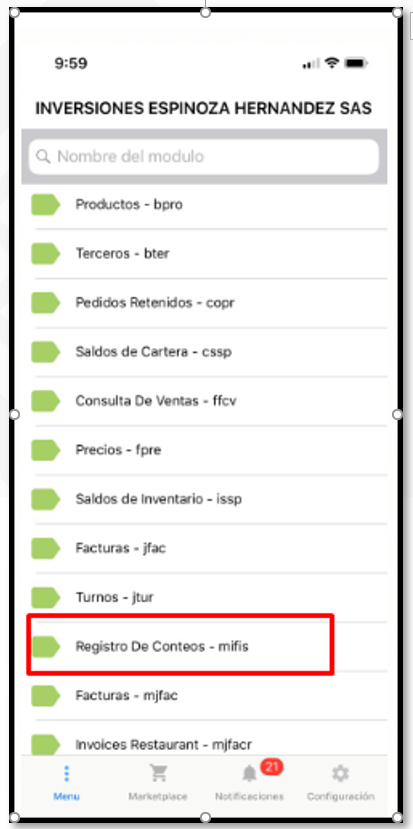 9:59
INVERSIONES ESPINOZA HERNANDEZ SAS
Nombre del modulo
Productos - bpro
Terceros - bter
Pedidos Retenidos - copr
Saldos de Cartera - cssp
Consulta De Ventas - ffcv
Precios - fpre
Saldos de Inventario - issp
Facturas - jfac
Turnos - jtur
Registro De Conteos - mifis
Facturas - mjfac
Invoices Restaurant - mjfacr
21
Menu Marketplace Notificaciones Configuración